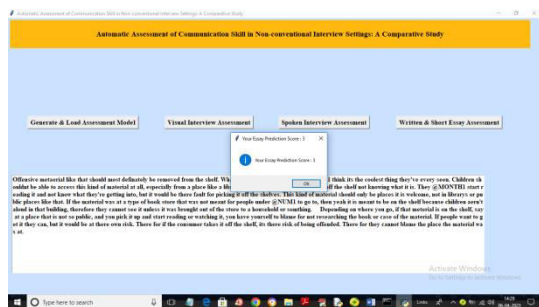 Automatic Assessment of Communication Skill in Non-conventional Interview Settings: A Comparative Study
Automatic Assessment of Communication Skill in Non-conventional Interview Settings: A Comparative Study
Generate & Load Assessment Model
Visual Interview Assessment
Spoken Interview Assessment
Written & Short Essay Assessment
Your Essay Prediction Score : 3
Your Essay Prediction Score : 3
OK
Offensive material like that should most definately be removed from the shelf. I think its the coolest thing they've every seen. Children sh
ouldnt be able to access this kind of material at all, especially from a place like a off the shelf not knowing what it is. They @MONTH1 start r
eading it and not know what they're getting into, but it would be there fault for picking it off the shelves. This kind of material should only be places it is welcome, not in liberys or pu
blic places like that. If the material was at a type of book store that was not meant for people under @NUM1 to go, then yeah it is meant to be on the shelf because children aren't
aloud in that building, therefore they cannot see it unless it was brought out of the store to a household or somthing. Depending on where you go, if that material is on the shelf, say
at a place that is not so public, and you pick it up and start reading or watching it, you have yourself to blame for not researching the book or case of the material. If people want to g
et it they can, but it would be at there own risk. There for if the consumer takes it off the shelf, its there risk of being offended. There for they cannot blame the place the material wa
s at.
Activate Windows
Go to Settings to activate Windows.
Type here to search
Links
14:29